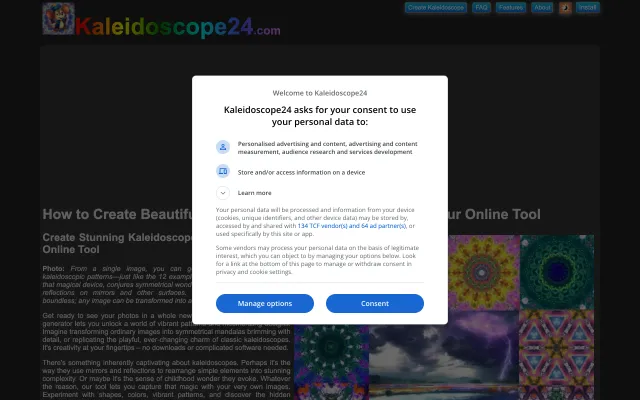 Kaleidoscope24.com
Create Kaleidoscope FAQ Features About Install
Welcome to Kaleidoscope24
Kaleidoscope24 asks for your consent to use
your personal data to:
Personalised advertising and content, advertising and content
measurement, audience research and services development
Store and/or access information on a device
Learn more
Your personal data will be processed and information from your device
(cookies, unique identifiers, and other device data) may be stored by,
accessed by and shared with 134 TCF vendor(s) and 64 ad partner(s), or
used specifically by this site or app.
Some vendors may process your personal data on the basis of legitimate
interest, which you can object to by managing your options below. Look
for a link at the bottom of this page to manage or withdraw consent in
privacy and cookie settings.
Manage options Consent
How to Create Beautifu ur Online Tool
Create Stunning Kaleidoscop
Online Tool
Photo: From a single image, you can g
kaleidoscopic patterns—just like the 12 example
that magical device, conjures symmetrical wond
reflections on mirrors and other surfaces.
boundless; any image can be transformed into a
Get ready to see your photos in a whole new
generator lets you unlock a world of vibrant
Imagine transforming ordinary images into symmetrical mandalas brimming with
detail, or replicating the playful, ever-changing charm of classic kaleidoscopes.
It's creativity at your fingertips – no downloads or complicated software needed.
There's something inherently captivating about kaleidoscopes. Perhaps it's the
way they use mirrors and reflections to rearrange simple elements into stunning
complexity. Or maybe it's the sense of childhood wonder they evoke. Whatever
the reason, our tool lets you capture that magic with your very own images.
Experiment with shapes, colors, vibrant patterns, and discover the hidden